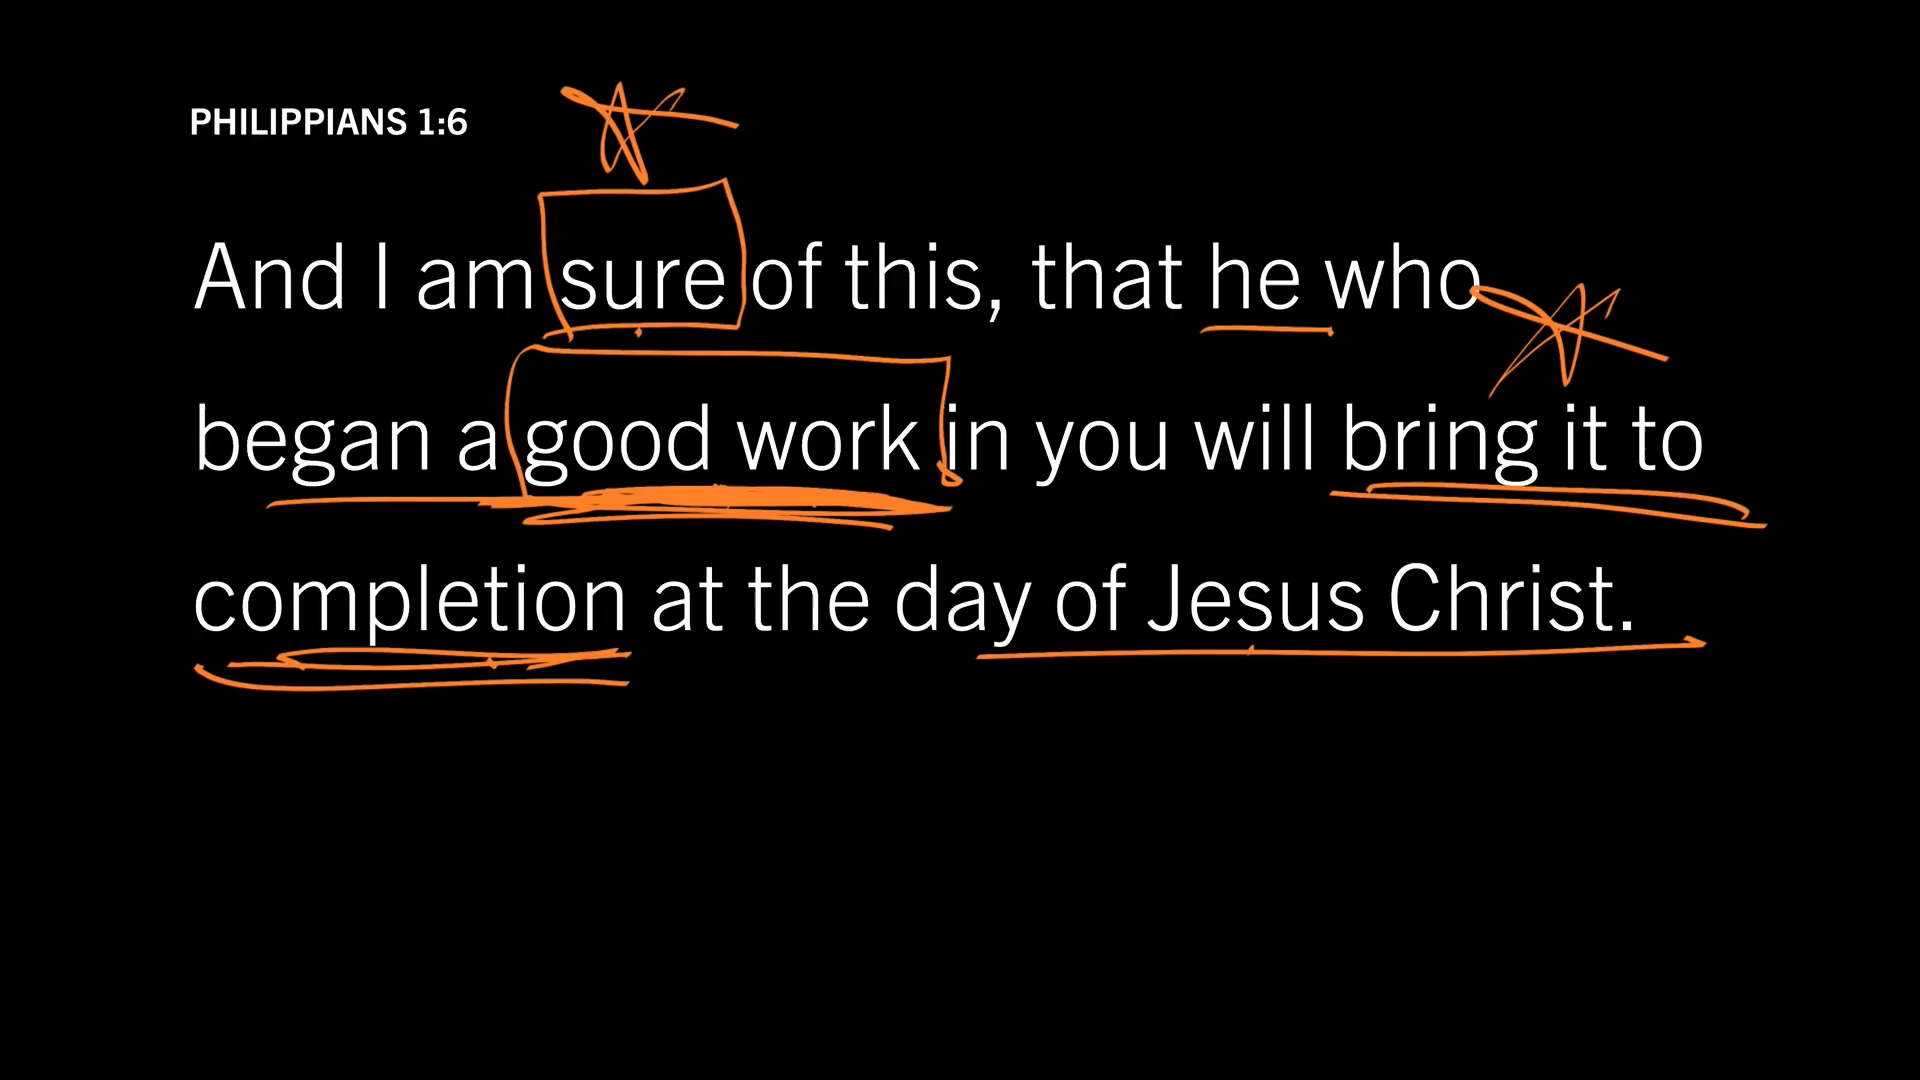 PHILIPPIANS 1:6
And I am sure of this, that he who
began a good work in you will bring it to
completion at the day of Jesus Christ.